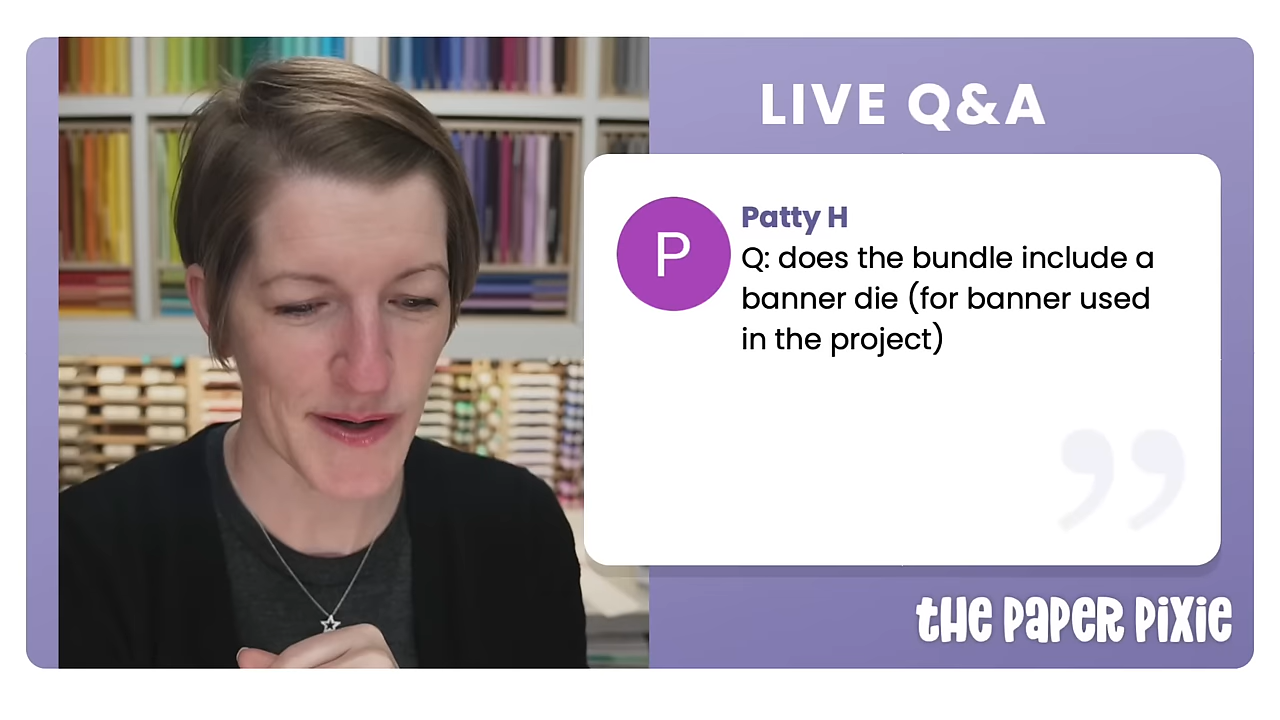 LIVE Q&A
P
Patty H
Q: does the bundle include a
banner die (for banner used
in the project)
”
the PAPER PiXiE